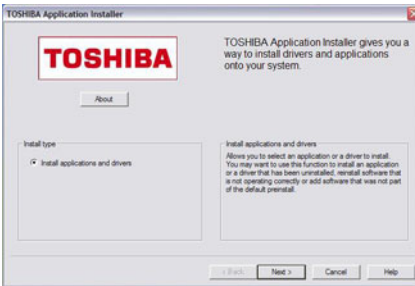 TOSHIBA Application Installer
TOSHIBA
TOSHIBA Application Installer gives you a
way to install drivers and applications
onto your system.
About
Install type
Install applications and drivers
Install applications and drivers
Allows you to select an application or a driver to install.
You may want to use this function to install an application
or a driver that has been uninstalled, reinstall software that
is not operating correctly or add software that was not part
of the default preinstall.
< Back
Next >
Cancel
Help